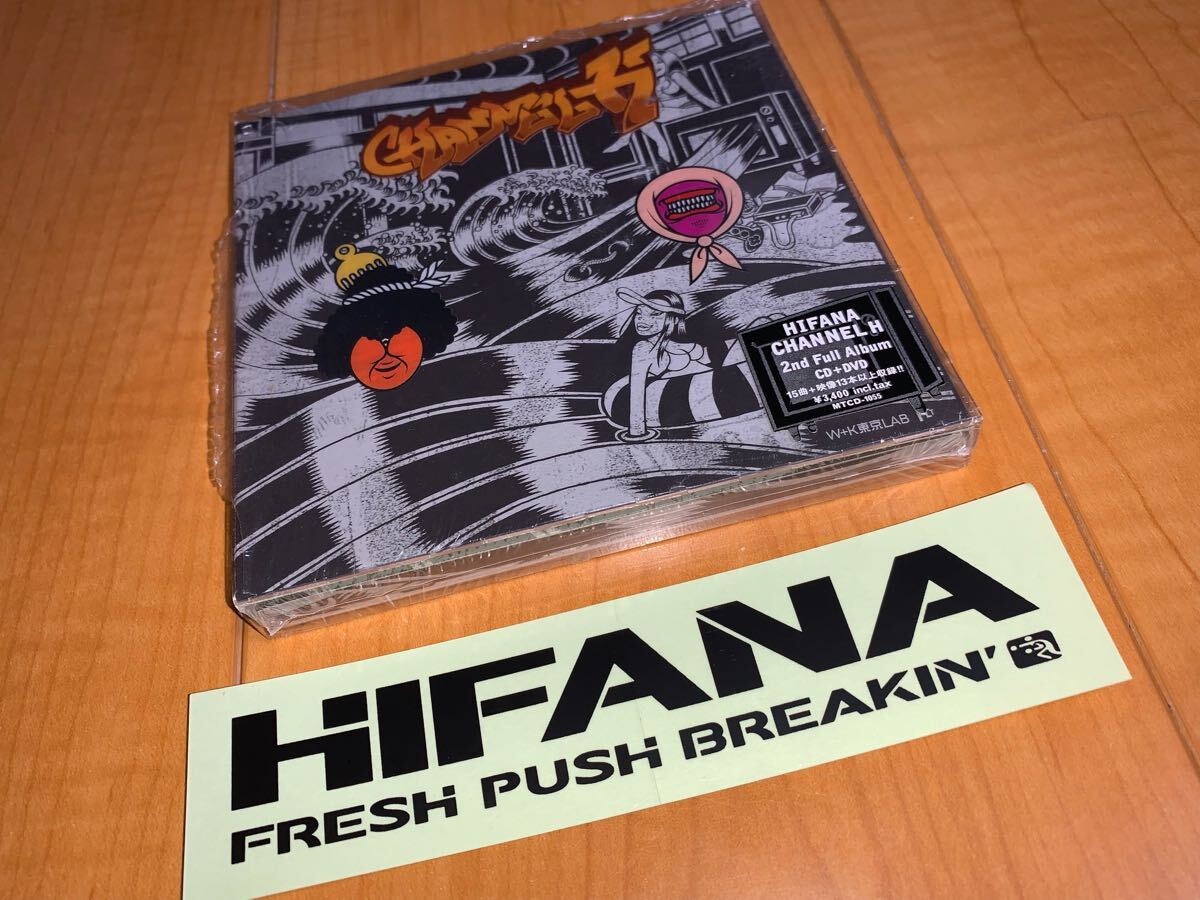 CHANNEL H
HIFANA
CHANNEL H
2nd Full Album
CD+DVD
15曲+映像13本以上収録!!
¥3,400 incl.tax
MTCD-1055
W+K東京LAB
HIFANA
FRESH PUSH BREAKIN'